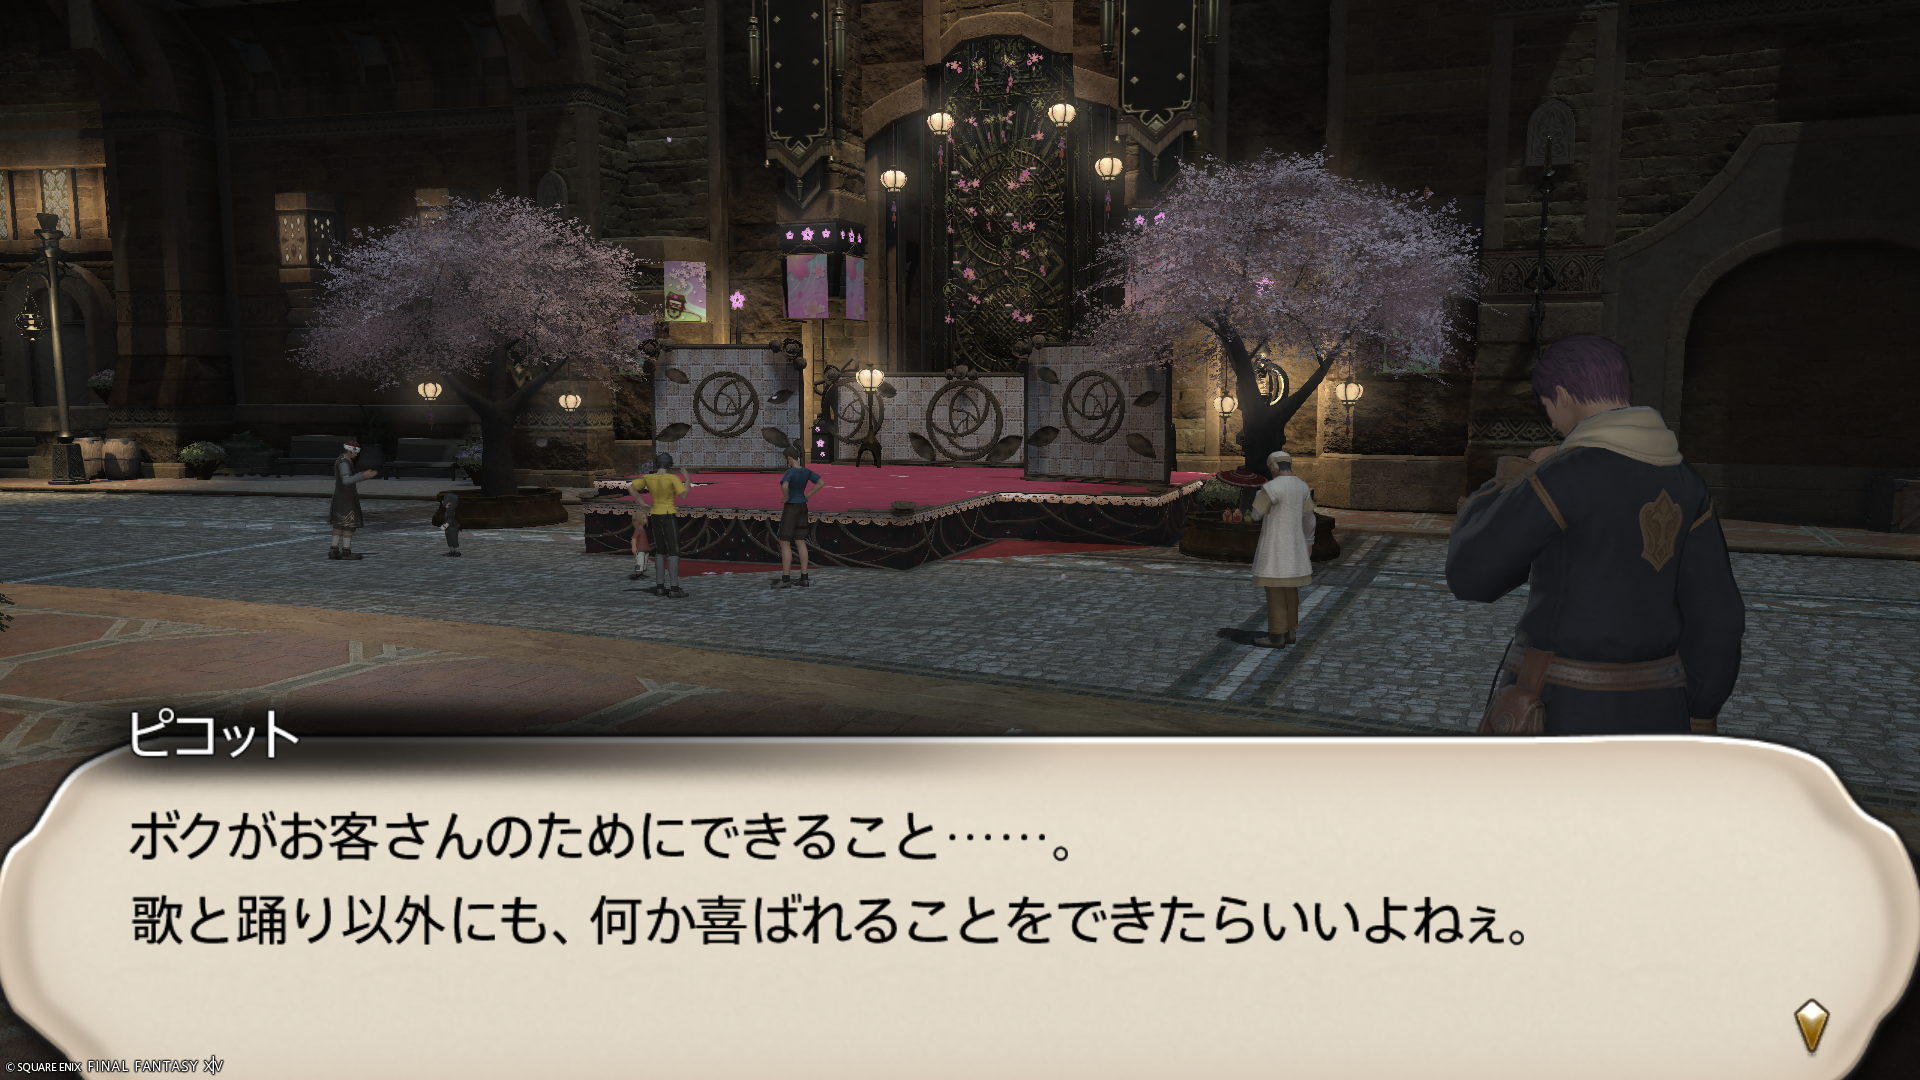 ピコット
ボクがお客さんのためにできること……。
歌と踊り以外にも、何か喜ばれることをできたらいいよねぇ。
© SQUARE ENIX FINAL FANTASY XIV